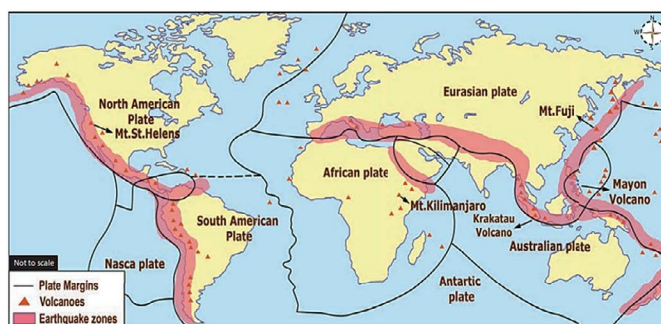 N
W
North American
Plate
Mt.St.Helens
Eurasian plate
Mt.Fuji
African plate
Mayon
Volcano
Mt.Kilimanjaro
Krakatau
Volcano
South American
Plate
Australian plate
Nasca plate
Antartic
plate
Not to scale
Plate Margins
Volcanoes
Earthquake zones